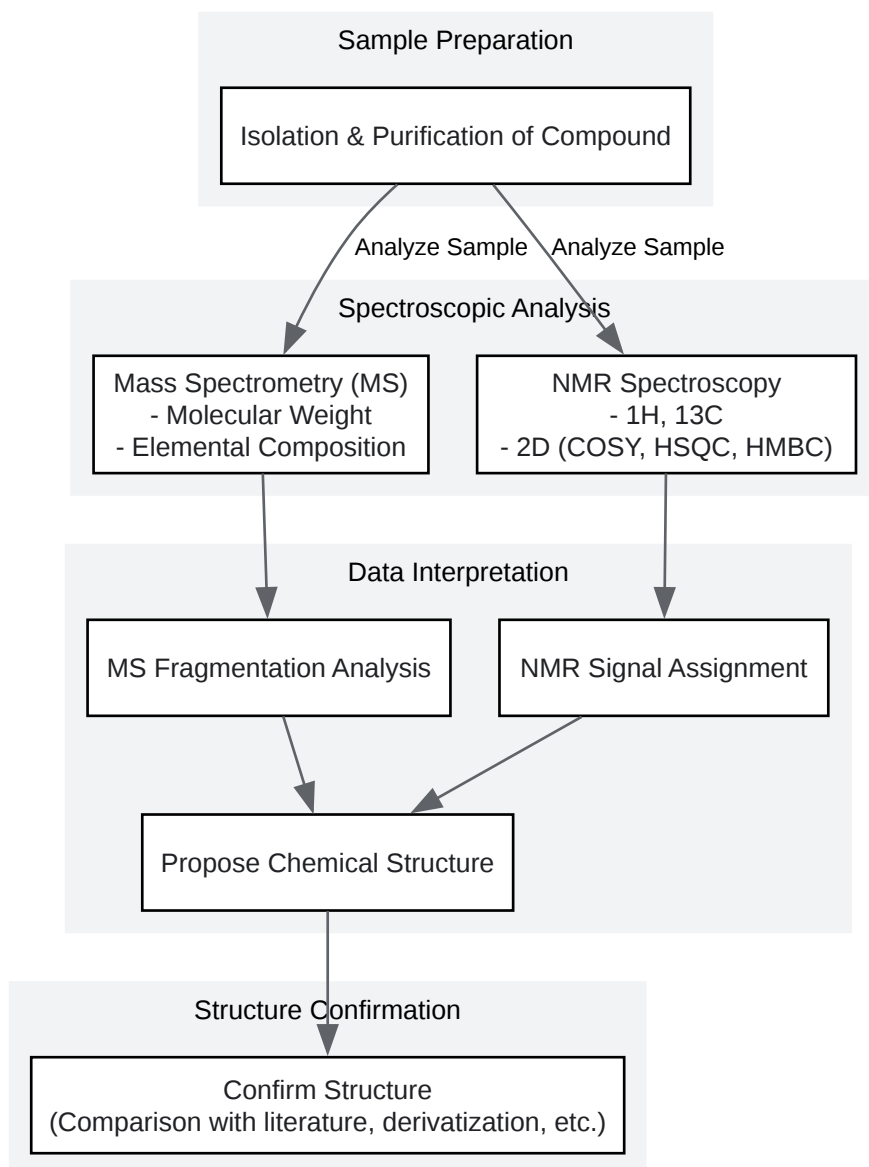 Sample Preparation
Isolation & Purification of Compound
Analyze Sample
Analyze Sample
Spectroscopic Analysis
Mass Spectrometry (MS)
- Molecular Weight
- Elemental Composition
NMR Spectroscopy
- 1H, 13C
- 2D (COSY, HSQC, HMBC)
Data Interpretation
MS Fragmentation Analysis
NMR Signal Assignment
Propose Chemical Structure
Structure Confirmation
Confirm Structure
(Comparison with literature, derivatization, etc.)